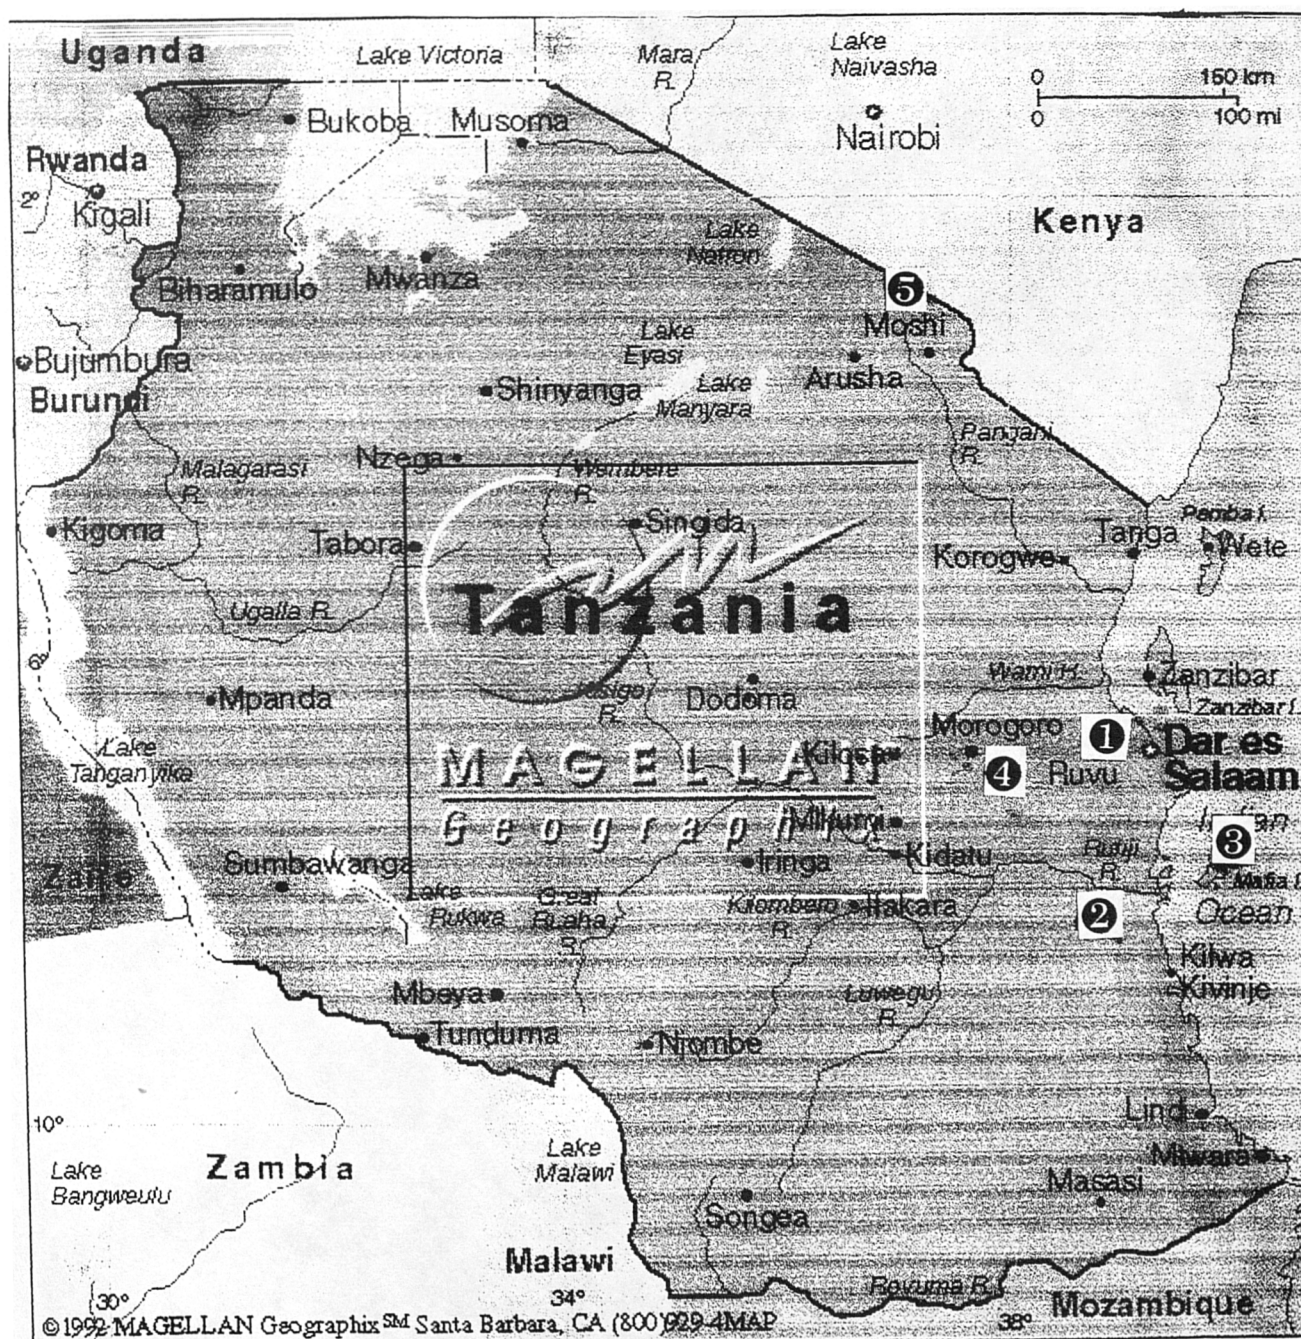 Uganda
Lake Victoria
Mara
R.
Lake
Naivasha
0 150 km
0 100 mi
Bukoba
Musoma
Nairobi
Rwanda
Kigali
2°
Kenya
Lake
Natron
Biharamulo
Mwanza
5
Moshi
Lake
Eyasi
Arusha
Bujumbura
Burundi
Shinyanga
Lake
Manyara
Pangani
R.
Malagarasi
R.
Nzega
Wembere
R.
Kigoma
Tabora
Singida
Korogwe
Tanga
Pemba I.
Wete
Ugalla R.
Tanzania
6°
Mpanda
Dodoma
R.
Wami R.
Zanzibar
Zanzibar I.
Morogoro
1
Dar es
Salaam
Lake
Tanganyika
MAGELLAN
Geographix
Kilosa
4
Ruvu
Mikumi
Indian
3
Zaire
Sumbawanga
Iringa
Kidatu
Rufiji
R.
Mafia I.
Lake
Rukwa
Great
Ruaha
R.
Kilombero
R.
Ifakara
2
Ocean
Kilwa
Kivinje
Mbeya
Luwegu
R.
Tunduma
Njombe
10°
Lindi
Lake
Bangweulu
Zambia
Lake
Malawi
Mtwara
Masasi
Songea
Malawi
Rovuma R.
Mozambique
30°
34°
38°
©1992 MAGELLAN Geographix℠ Santa Barbara, CA (800)929-4MAP